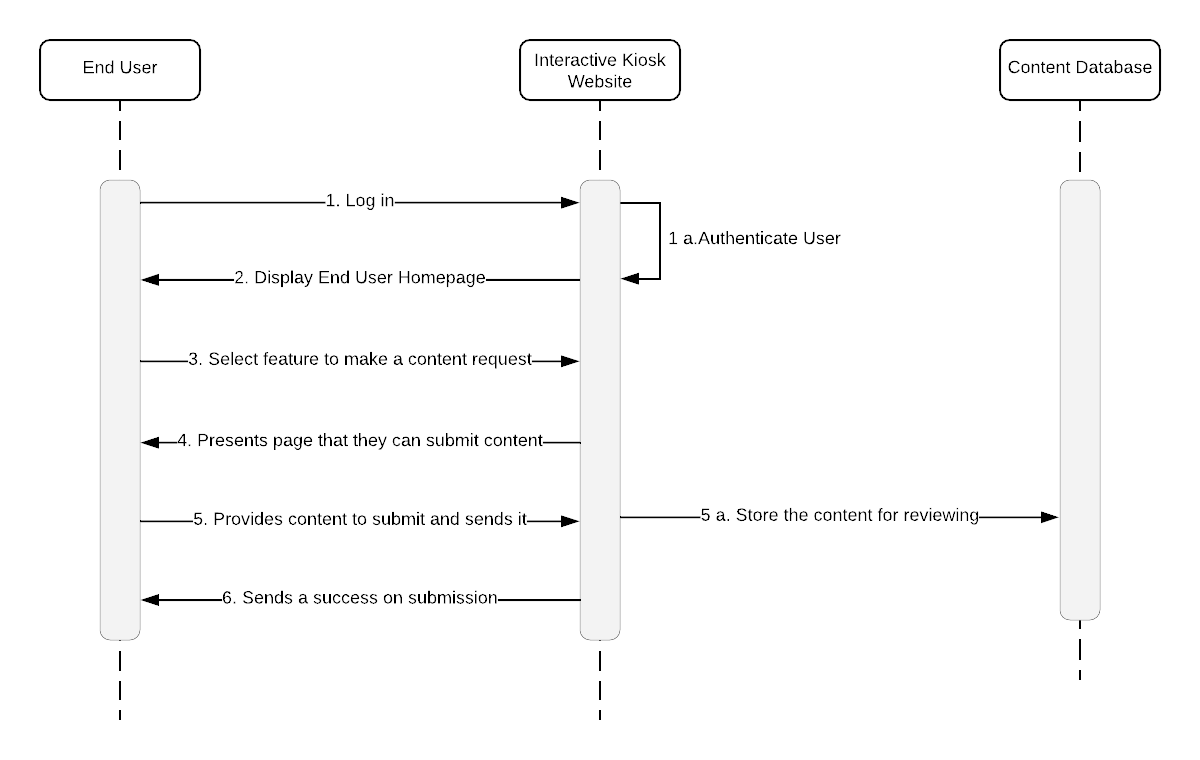 End User
Interactive Kiosk
Website
Content Database
1. Log in
1 a.Authenticate User
2. Display End User Homepage
3. Select feature to make a content request
4. Presents page that they can submit content
5. Provides content to submit and sends it
5 a. Store the content for reviewing
6. Sends a success on submission